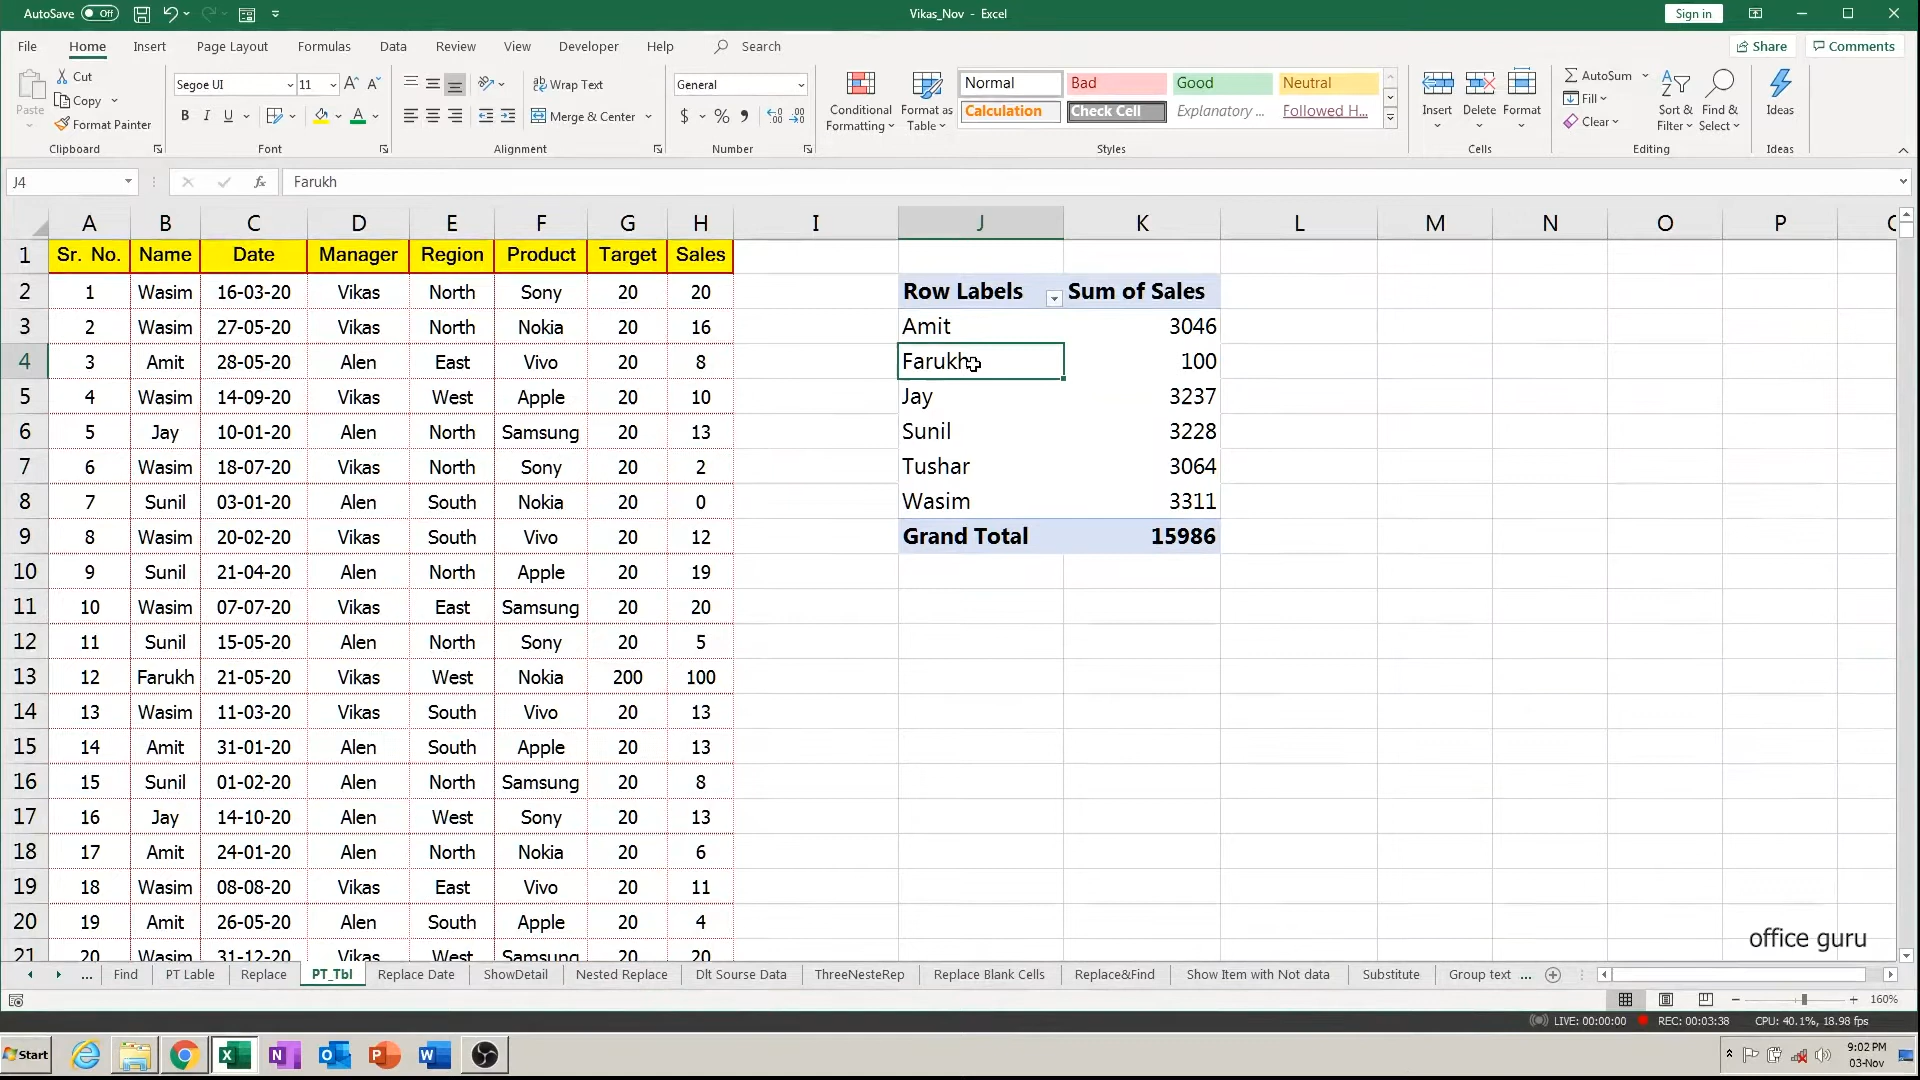 AutoSave Off
Vikas_Nov - Excel
Sign in
File Home Insert Page Layout Formulas Data Review View Developer Help Search
Share Comments
Paste
Cut
Copy
Format Painter
Clipboard
Segoe UI 11
B I U
Font
Wrap Text
Merge & Center
Alignment
General
$ % ,
Number
Conditional Formatting
Format as Table
Normal Bad Good Neutral
Calculation Check Cell Explanatory ... Followed H...
Styles
Insert Delete Format
Cells
AutoSum
Fill
Clear
Sort & Filter
Find & Select
Editing
Ideas
Ideas
J4 fx Farukh
A B C D E F G H I J K L M N O P
1 Sr. No. Name Date Manager Region Product Target Sales
2 1 Wasim 16-03-20 Vikas North Sony 20 20 Row Labels Sum of Sales
3 2 Wasim 27-05-20 Vikas North Nokia 20 16 Amit 3046
4 3 Amit 28-05-20 Alen East Vivo 20 8 Farukh 100
5 4 Wasim 14-09-20 Vikas West Apple 20 10 Jay 3237
6 5 Jay 10-01-20 Alen North Samsung 20 13 Sunil 3228
7 6 Wasim 18-07-20 Vikas North Sony 20 2 Tushar 3064
8 7 Sunil 03-01-20 Alen South Nokia 20 0 Wasim 3311
9 8 Wasim 20-02-20 Vikas South Vivo 20 12 Grand Total 15986
10 9 Sunil 21-04-20 Alen North Apple 20 19
11 10 Wasim 07-07-20 Vikas East Samsung 20 20
12 11 Sunil 15-05-20 Alen North Sony 20 5
13 12 Farukh 21-05-20 Vikas West Nokia 200 100
14 13 Wasim 11-03-20 Vikas South Vivo 20 13
15 14 Amit 31-01-20 Alen South Apple 20 13
16 15 Sunil 01-02-20 Alen North Samsung 20 8
17 16 Jay 14-10-20 Alen West Sony 20 13
18 17 Amit 24-01-20 Alen North Nokia 20 6
19 18 Wasim 08-08-20 Vikas East Vivo 20 11
20 19 Amit 26-05-20 Alen South Apple 20 4
21 20 Wasim 31-12-20 Vikas West Samsung 20 20
office guru
... Find PT Lable Replace PT_Tbl Replace Date ShowDetail Nested Replace Dlt Sourse Data ThreeNesteRep Replace Blank Cells Replace&Find Show Item with Not data Substitute Group text ...
160%
LIVE: 00:00:00 REC: 00:03:38 CPU: 40.1%, 18.98 fps
Start
9:02 PM
03-Nov